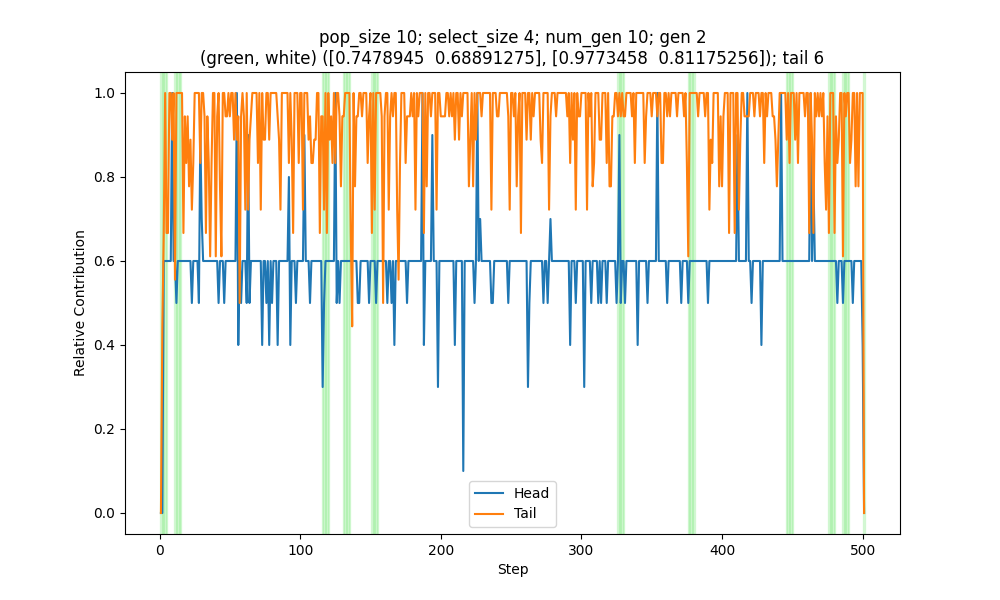 pop_size 10; select_size 4; num_gen 10; gen 2
(green, white) ([0.7478945  0.68891275], [0.9773458  0.81175256]); tail 6
1.0
0.8
0.6
0.4
0.2
0.0
Relative Contribution
Head
Tail
0
100
200
300
400
500
Step